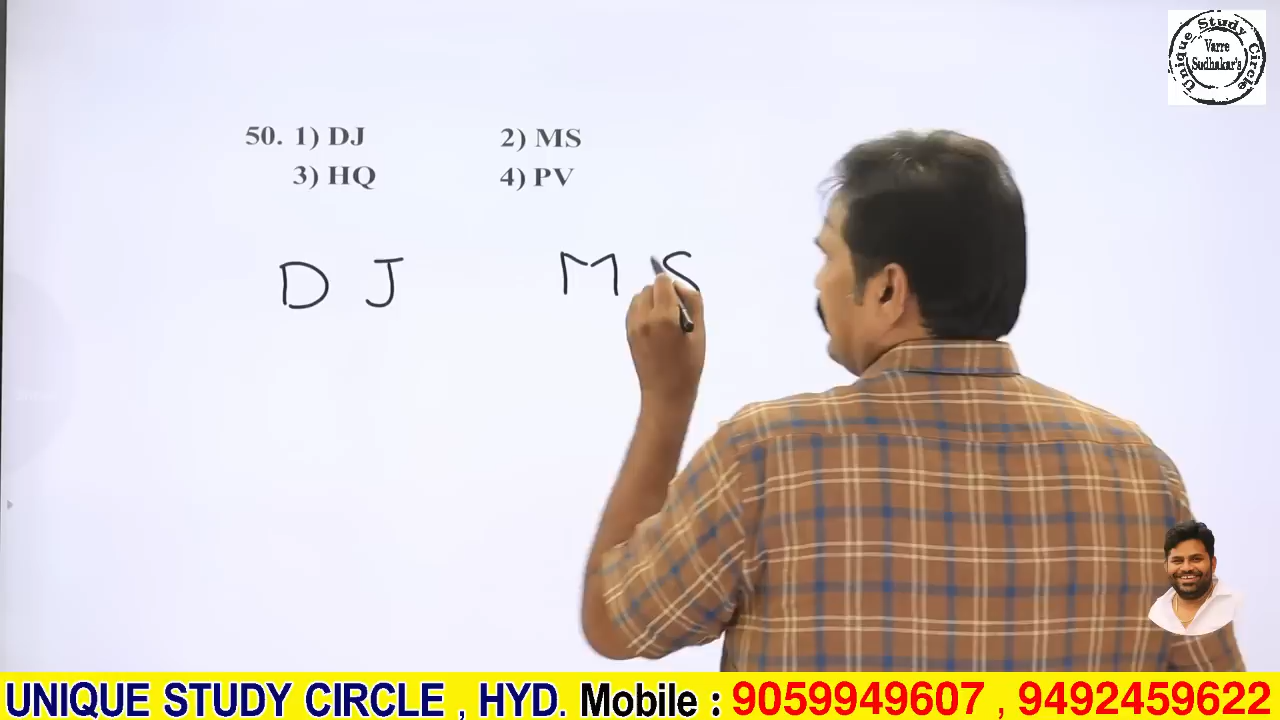 Unique Study Circle
Varre
Sudhakar's
50. 1) DJ 2) MS
3) HQ 4) PV
D J M S
UNIQUE STUDY CIRCLE , HYD. Mobile : 9059949607 , 9492459622